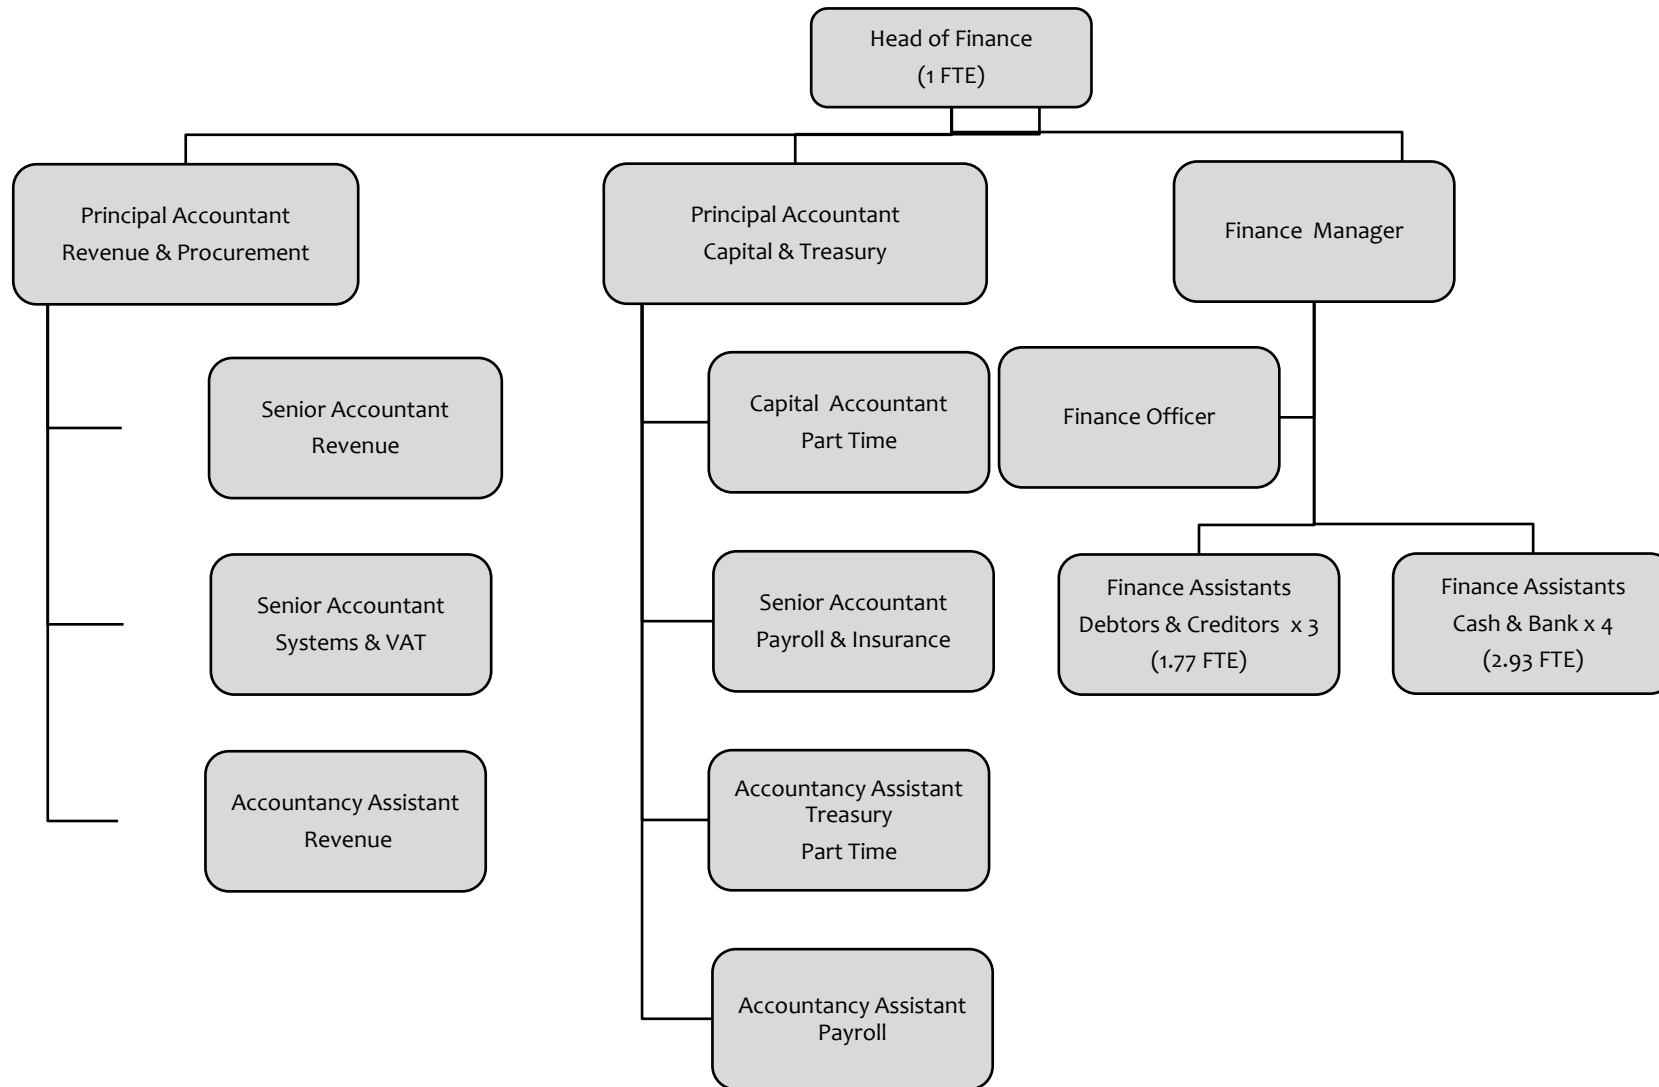 Head of Finance
(1 FTE)
Principal Accountant
Revenue & Procurement
Principal Accountant
Capital & Treasury
Finance Manager
Senior Accountant
Revenue
Capital Accountant
Part Time
Finance Officer
Senior Accountant
Systems & VAT
Senior Accountant
Payroll & Insurance
Finance Assistants
Debtors & Creditors x 3
(1.77 FTE)
Finance Assistants
Cash & Bank x 4
(2.93 FTE)
Accountancy Assistant
Revenue
Accountancy Assistant
Treasury
Part Time
Accountancy Assistant
Payroll